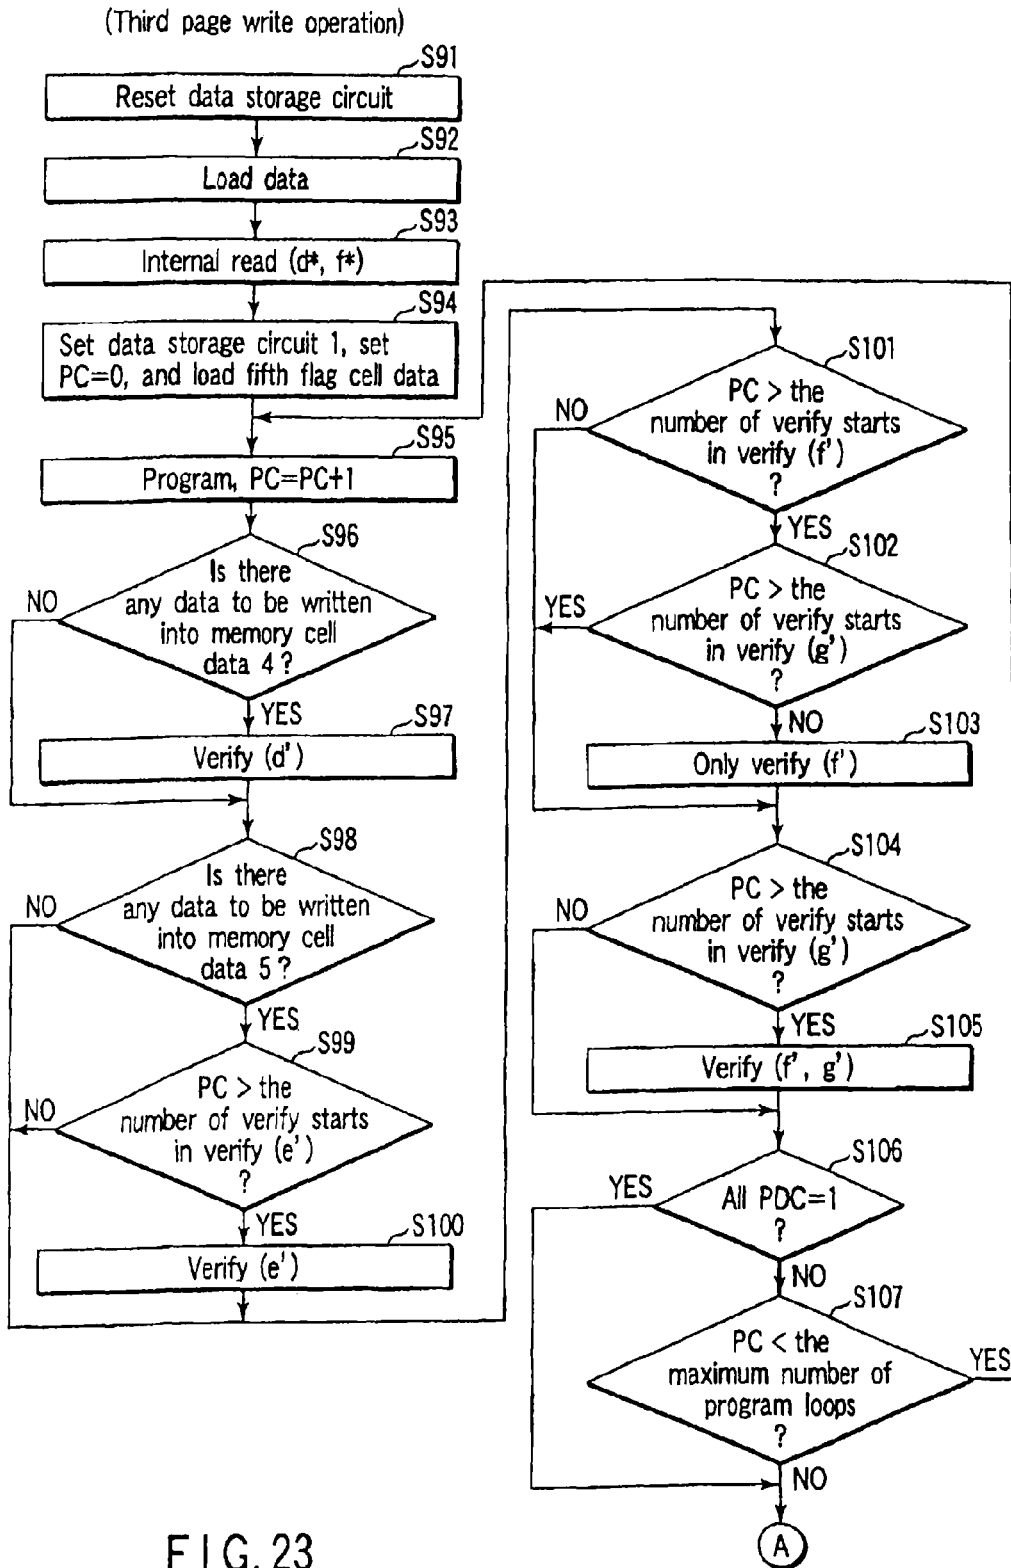 (Third page write operation)
S91
Reset data storage circuit
S92
Load data
S93
Internal read (d*, f*)
S94
Set data storage circuit 1, set
PC=0, and load fifth flag cell data
S95
Program, PC=PC+1
S96
Is there
any data to be written
into memory cell
data 4 ?
NO
YES
S97
Verify (d')
S98
Is there
any data to be written
into memory cell
data 5 ?
NO
YES
S99
PC > the
number of verify starts
in verify (e')
?
NO
YES
S100
Verify (e')
S101
PC > the
number of verify starts
in verify (f')
?
NO
YES
S102
PC > the
number of verify starts
in verify (g')
?
YES
NO
S103
Only verify (f')
S104
PC > the
number of verify starts
in verify (g')
?
NO
YES
S105
Verify (f', g')
S106
All PDC=1
?
YES
NO
S107
PC < the
maximum number of
program loops
?
YES
NO
A
FIG. 23